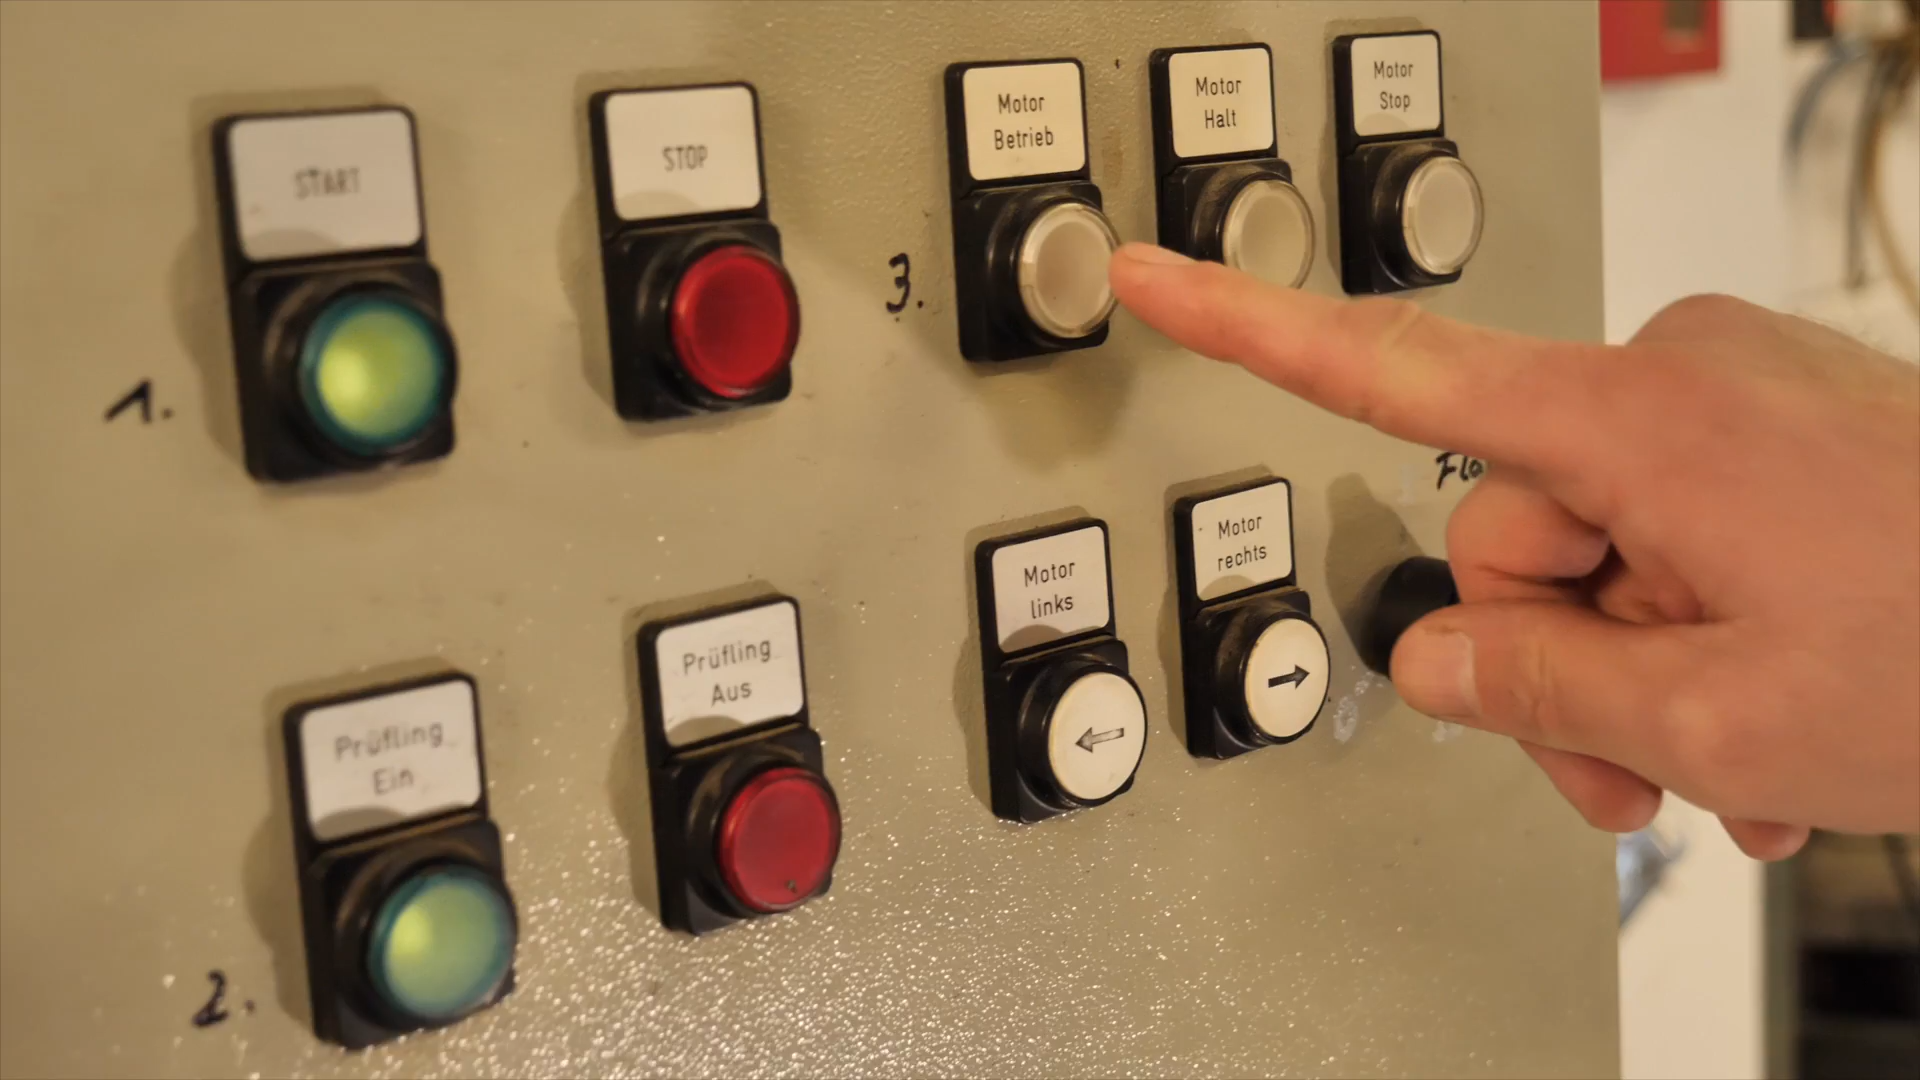 START
STOP
Motor
Betrieb
Motor
Halt
Motor
Stop
1.
3.
Motor
links
Motor
rechts
Prüfling
Ein
Prüfling
Aus
2.